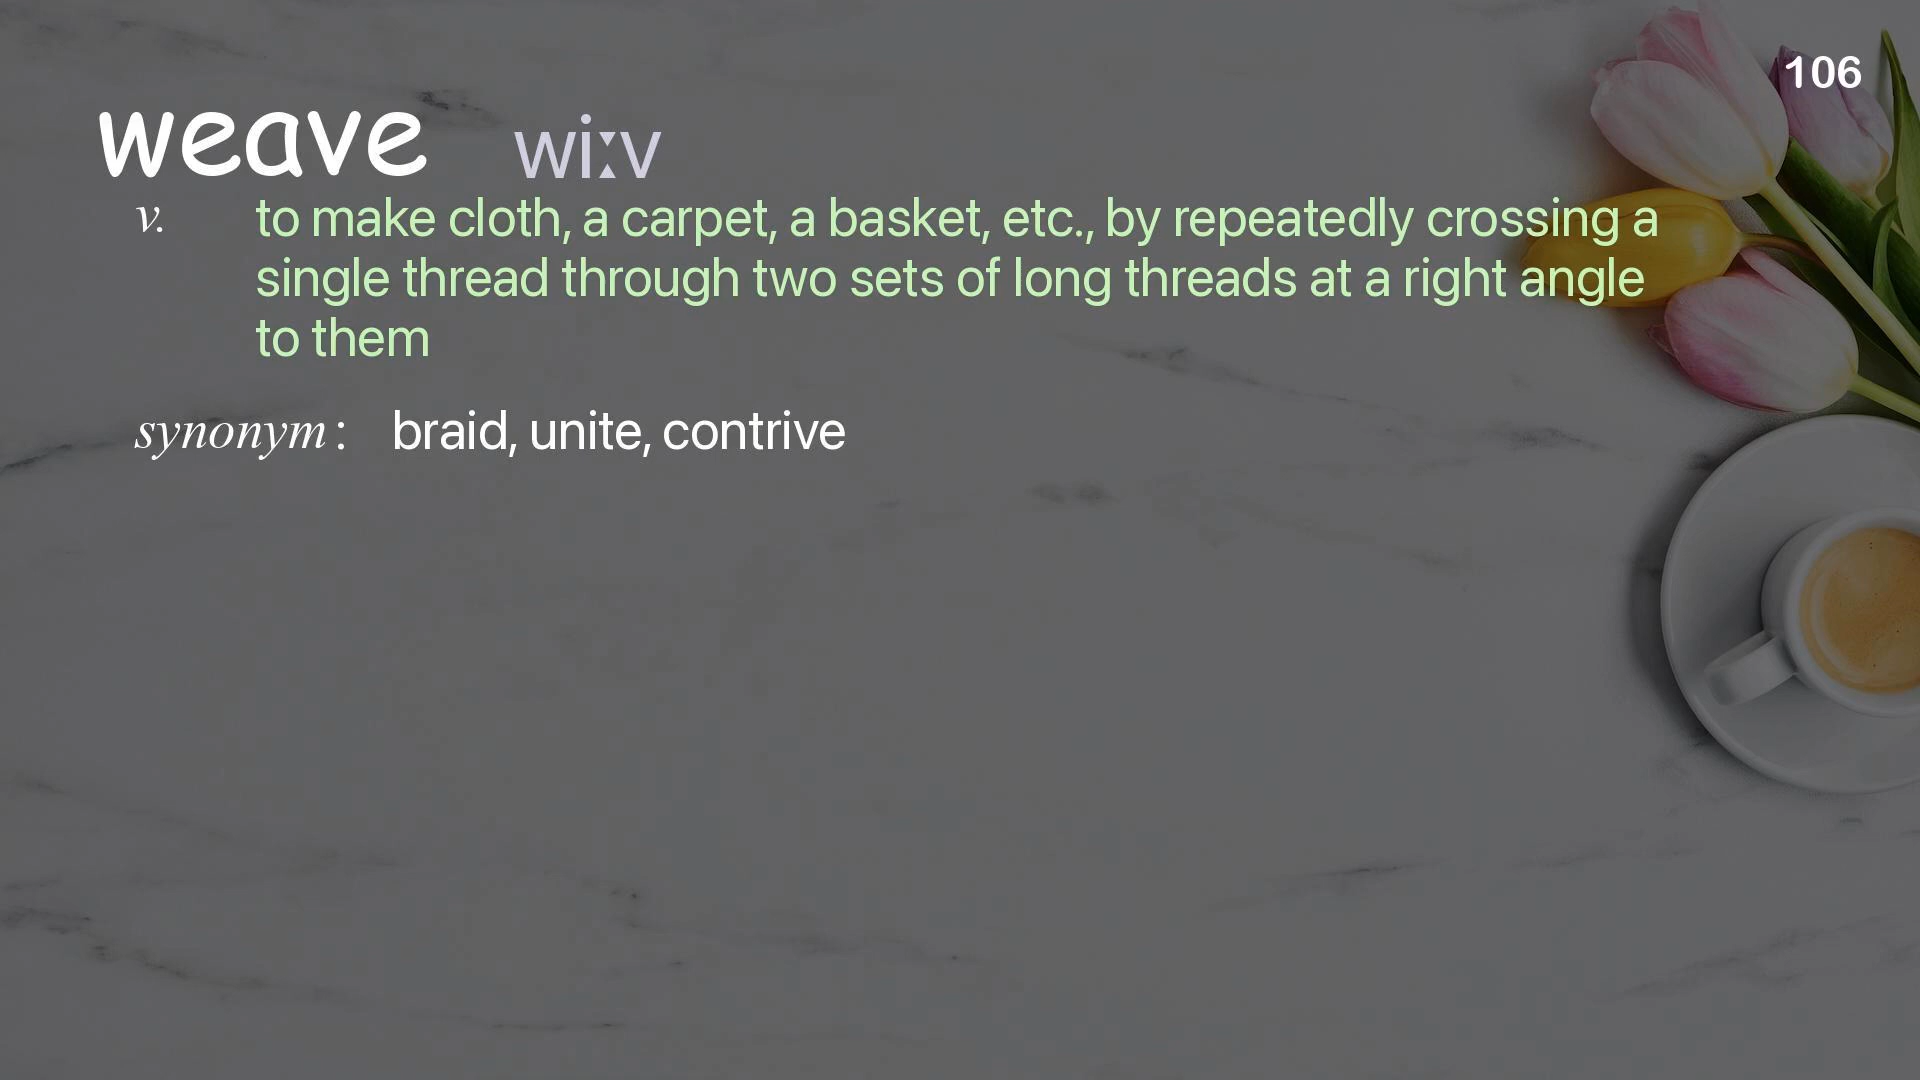 106
weave wiːv
v. to make cloth, a carpet, a basket, etc., by repeatedly crossing a
single thread through two sets of long threads at a right angle
to them
synonym: braid, unite, contrive